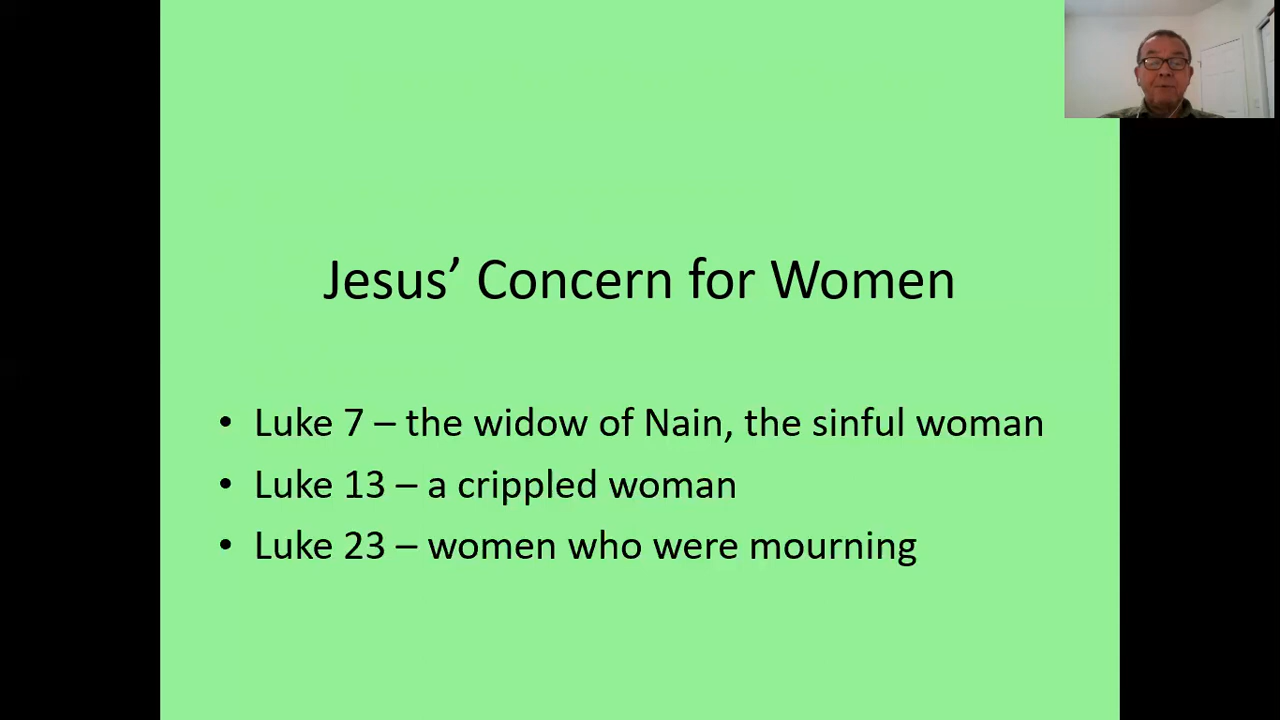 Jesus’ Concern for Women
• Luke 7 – the widow of Nain, the sinful woman
• Luke 13 – a crippled woman
• Luke 23 – women who were mourning